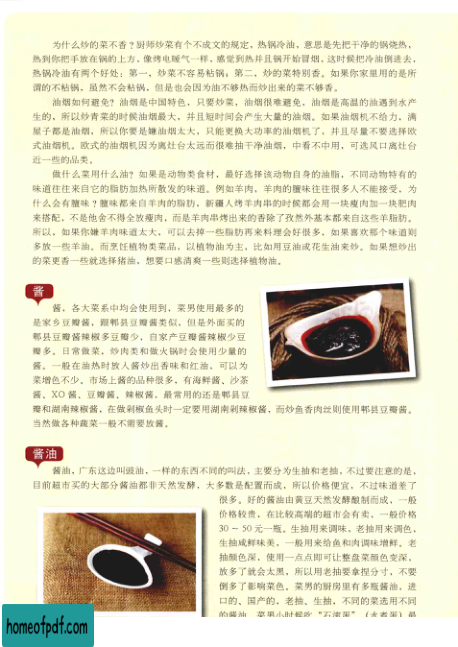 为什么炒的菜不香？厨师炒菜有个不成文的规定，热锅冷油，意思是先把干净的锅烧热，
热到你把手放在锅的上方，像烤电暖气一样，感觉到热并且锅开始冒烟，这时候把冷油倒进去，
热锅冷油有两个好处：第一，炒菜不容易粘锅；第二，炒的菜特别香。如果你家里用的是所
谓的不粘锅，虽然不会粘锅，但是也会因为油不够热而炒出来的菜不够香。
油烟如何避免？油烟是中国特色，只要炒菜，油烟很难避免，油烟是高温的油遇到水产
生的，所以炒青菜的时候油烟最大，并且短时间会产生大量的油烟。如果油烟机不给力，满
屋子都是油烟，所以你要是嫌油烟太大，只能更换大功率的油烟机了，并且尽量不要选择欧
式油烟机。欧式的油烟机因为离灶台太远而很难抽干净油烟，中看不中用，可选风口离灶台
近一些的品类。
做什么菜用什么油？如果是动物类食材，最好选择该动物自身的油脂，不同动物特有的
味道往往来自它的脂肪加热所散发的味道。例如羊肉，羊肉的膻味往往很多人不能接受，为
什么会有膻味？膻味都来自羊肉的脂肪，新疆人烤羊肉串的时候都会用一块瘦肉加一块肥肉
来搭配，不是他舍不得全放瘦肉，而是羊肉串烤出来的香除了孜然外基本都来自这些羊脂肪。
所以，如果你嫌羊肉味道太大，可以去掉一些脂肪再来料理会好很多，如果喜欢那个味道则
多放一些羊油。而烹饪植物类菜品，以植物油为主，比如用豆油或花生油来炒。如果想炒出
的菜更香一些就选择猪油，想要口感清爽一些则选择植物油。
酱
酱，各大菜系中均会使用到，菜男使用最多的
是家乡豆瓣酱，跟郫县豆瓣酱类似，但是外面买的
郫县豆瓣酱辣椒多豆瓣少，自家产豆瓣酱辣椒少豆
瓣多。日常做菜，炒肉类和做火锅时会使用少量的
酱。一般在油热时放入酱炒出香味和红油，可以为
菜增色不少。市场上酱的品种很多，有海鲜酱、沙茶
酱、XO酱、豆瓣酱、辣椒酱，最常用的还是郫县豆
瓣和湖南辣椒酱，在做剁椒鱼头时一定要用湖南剁辣椒酱，而炒鱼香肉丝则使用郫县豆瓣酱。
当然做各种蔬菜一般不需要放酱。
酱油
酱油，广东这边叫豉油，一样的东西不同的叫法，主要分为生抽和老抽，不过要注意的是，
目前超市买的大部分酱油都非天然发酵，大多数是配置而成，所以价格便宜，不过味道差了
很多。好的酱油由黄豆天然发酵酿制而成，一般
价格较贵，在比较高端的超市会有卖，一般价格
30－50元一瓶。生抽用来调味，老抽用来调色，
生抽咸鲜味美，一般用来给鱼和肉调味增鲜。老
抽颜色深，使用一点点即可让整盘菜颜色变深，
放多了就会太黑，所以用老抽要拿捏分寸，不要
倒多了影响菜色。菜男的厨房里有多瓶酱油，进
口的、国产的，老抽、生抽，不同的菜选用不同
的酱油。菜男小时候吃“石滚蛋”（水煮蛋）最
homeofpdf.com